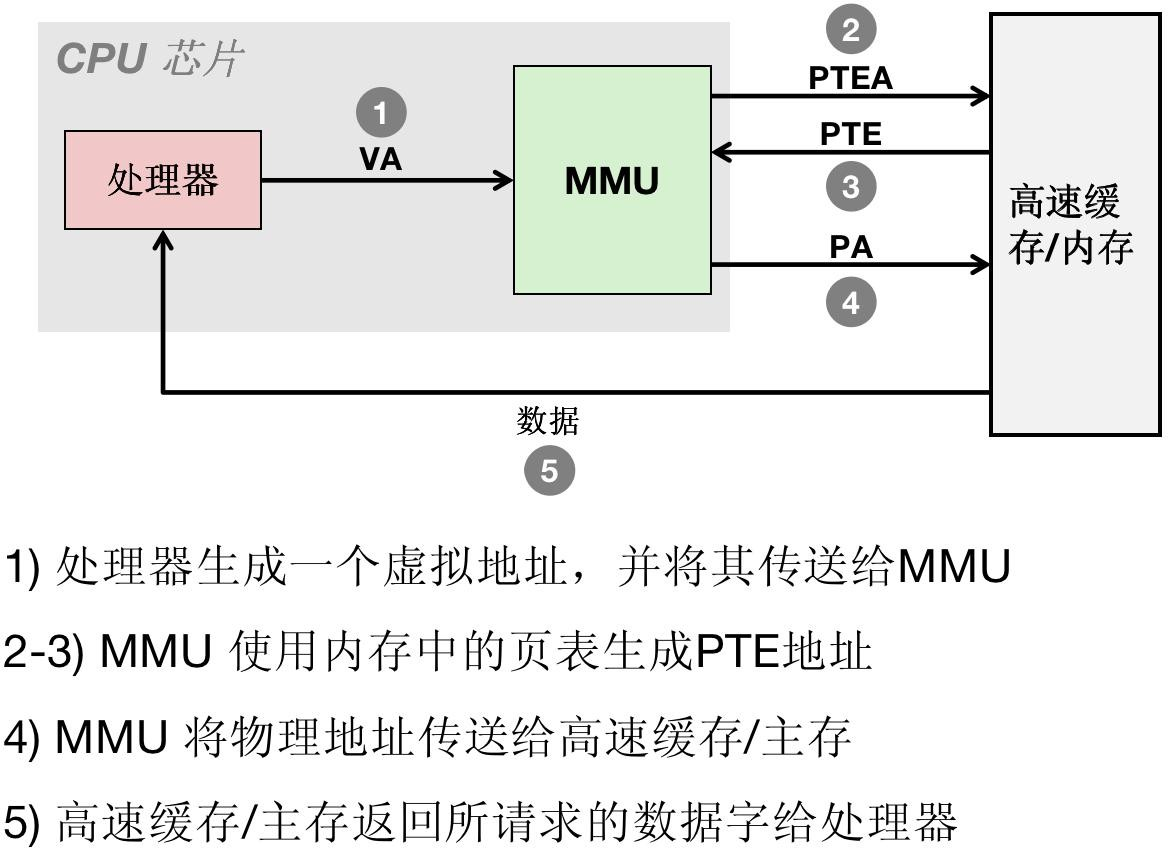 2
CPU 芯片
PTEA
1
PTE
VA
处理器
MMU
3
高速缓
存/内存
PA
4
数据
5
1) 处理器生成一个虚拟地址，并将其传送给MMU
2-3) MMU 使用内存中的页表生成PTE地址
4) MMU 将物理地址传送给高速缓存/主存
5) 高速缓存/主存返回所请求的数据字给处理器